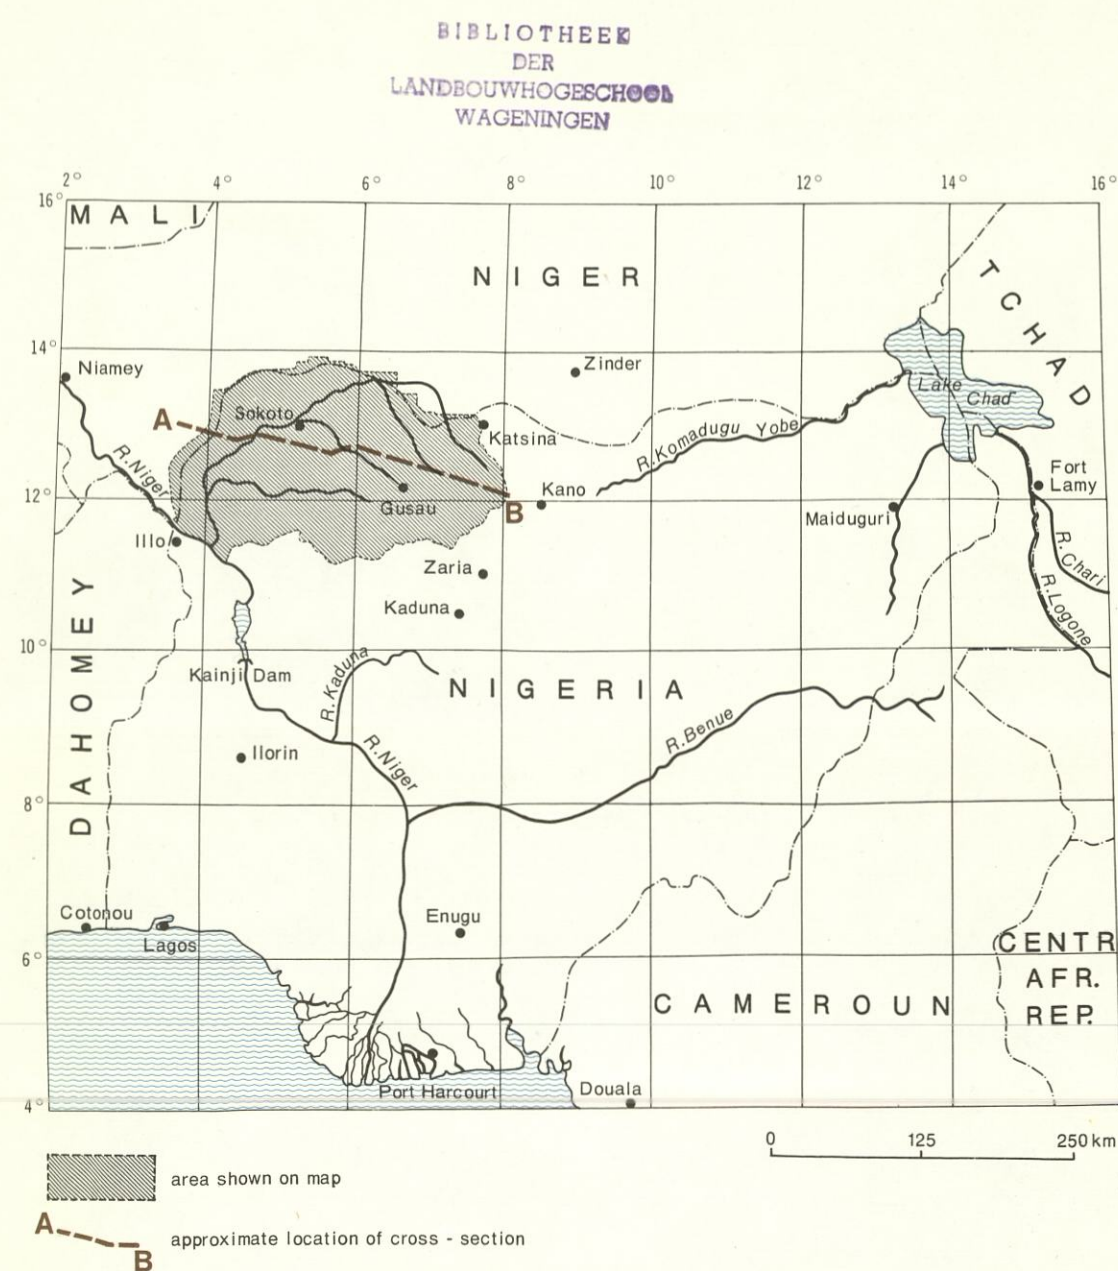 BIBLIOTHEEK
DER
LANDBOUWHOGESCHOOL
WAGENINGEN
2° 4° 6° 8° 10° 12° 14° 16°
16°
MALI
NIGER
TCHAD
14°
Niamey
Zinder
Lake
Chad
A
Sokoto
Katsina
R.Komadugu Yobe
R.Niger
Fort
Lamy
Kano
12°
Gusau
B
Maiduguri
Illo
R.Chari
Zaria
Kaduna
R.Logone
DAHOMEY
10°
Kainji Dam
R.Kaduna
NIGERIA
R.Benue
Ilorin
R.Niger
8°
Cotonou
Lagos
Enugu
CENTR
AFR.
REP.
6°
CAMEROUN
Port Harcourt
Douala
4°
0 125 250 km
area shown on map
A
approximate location of cross - section
B